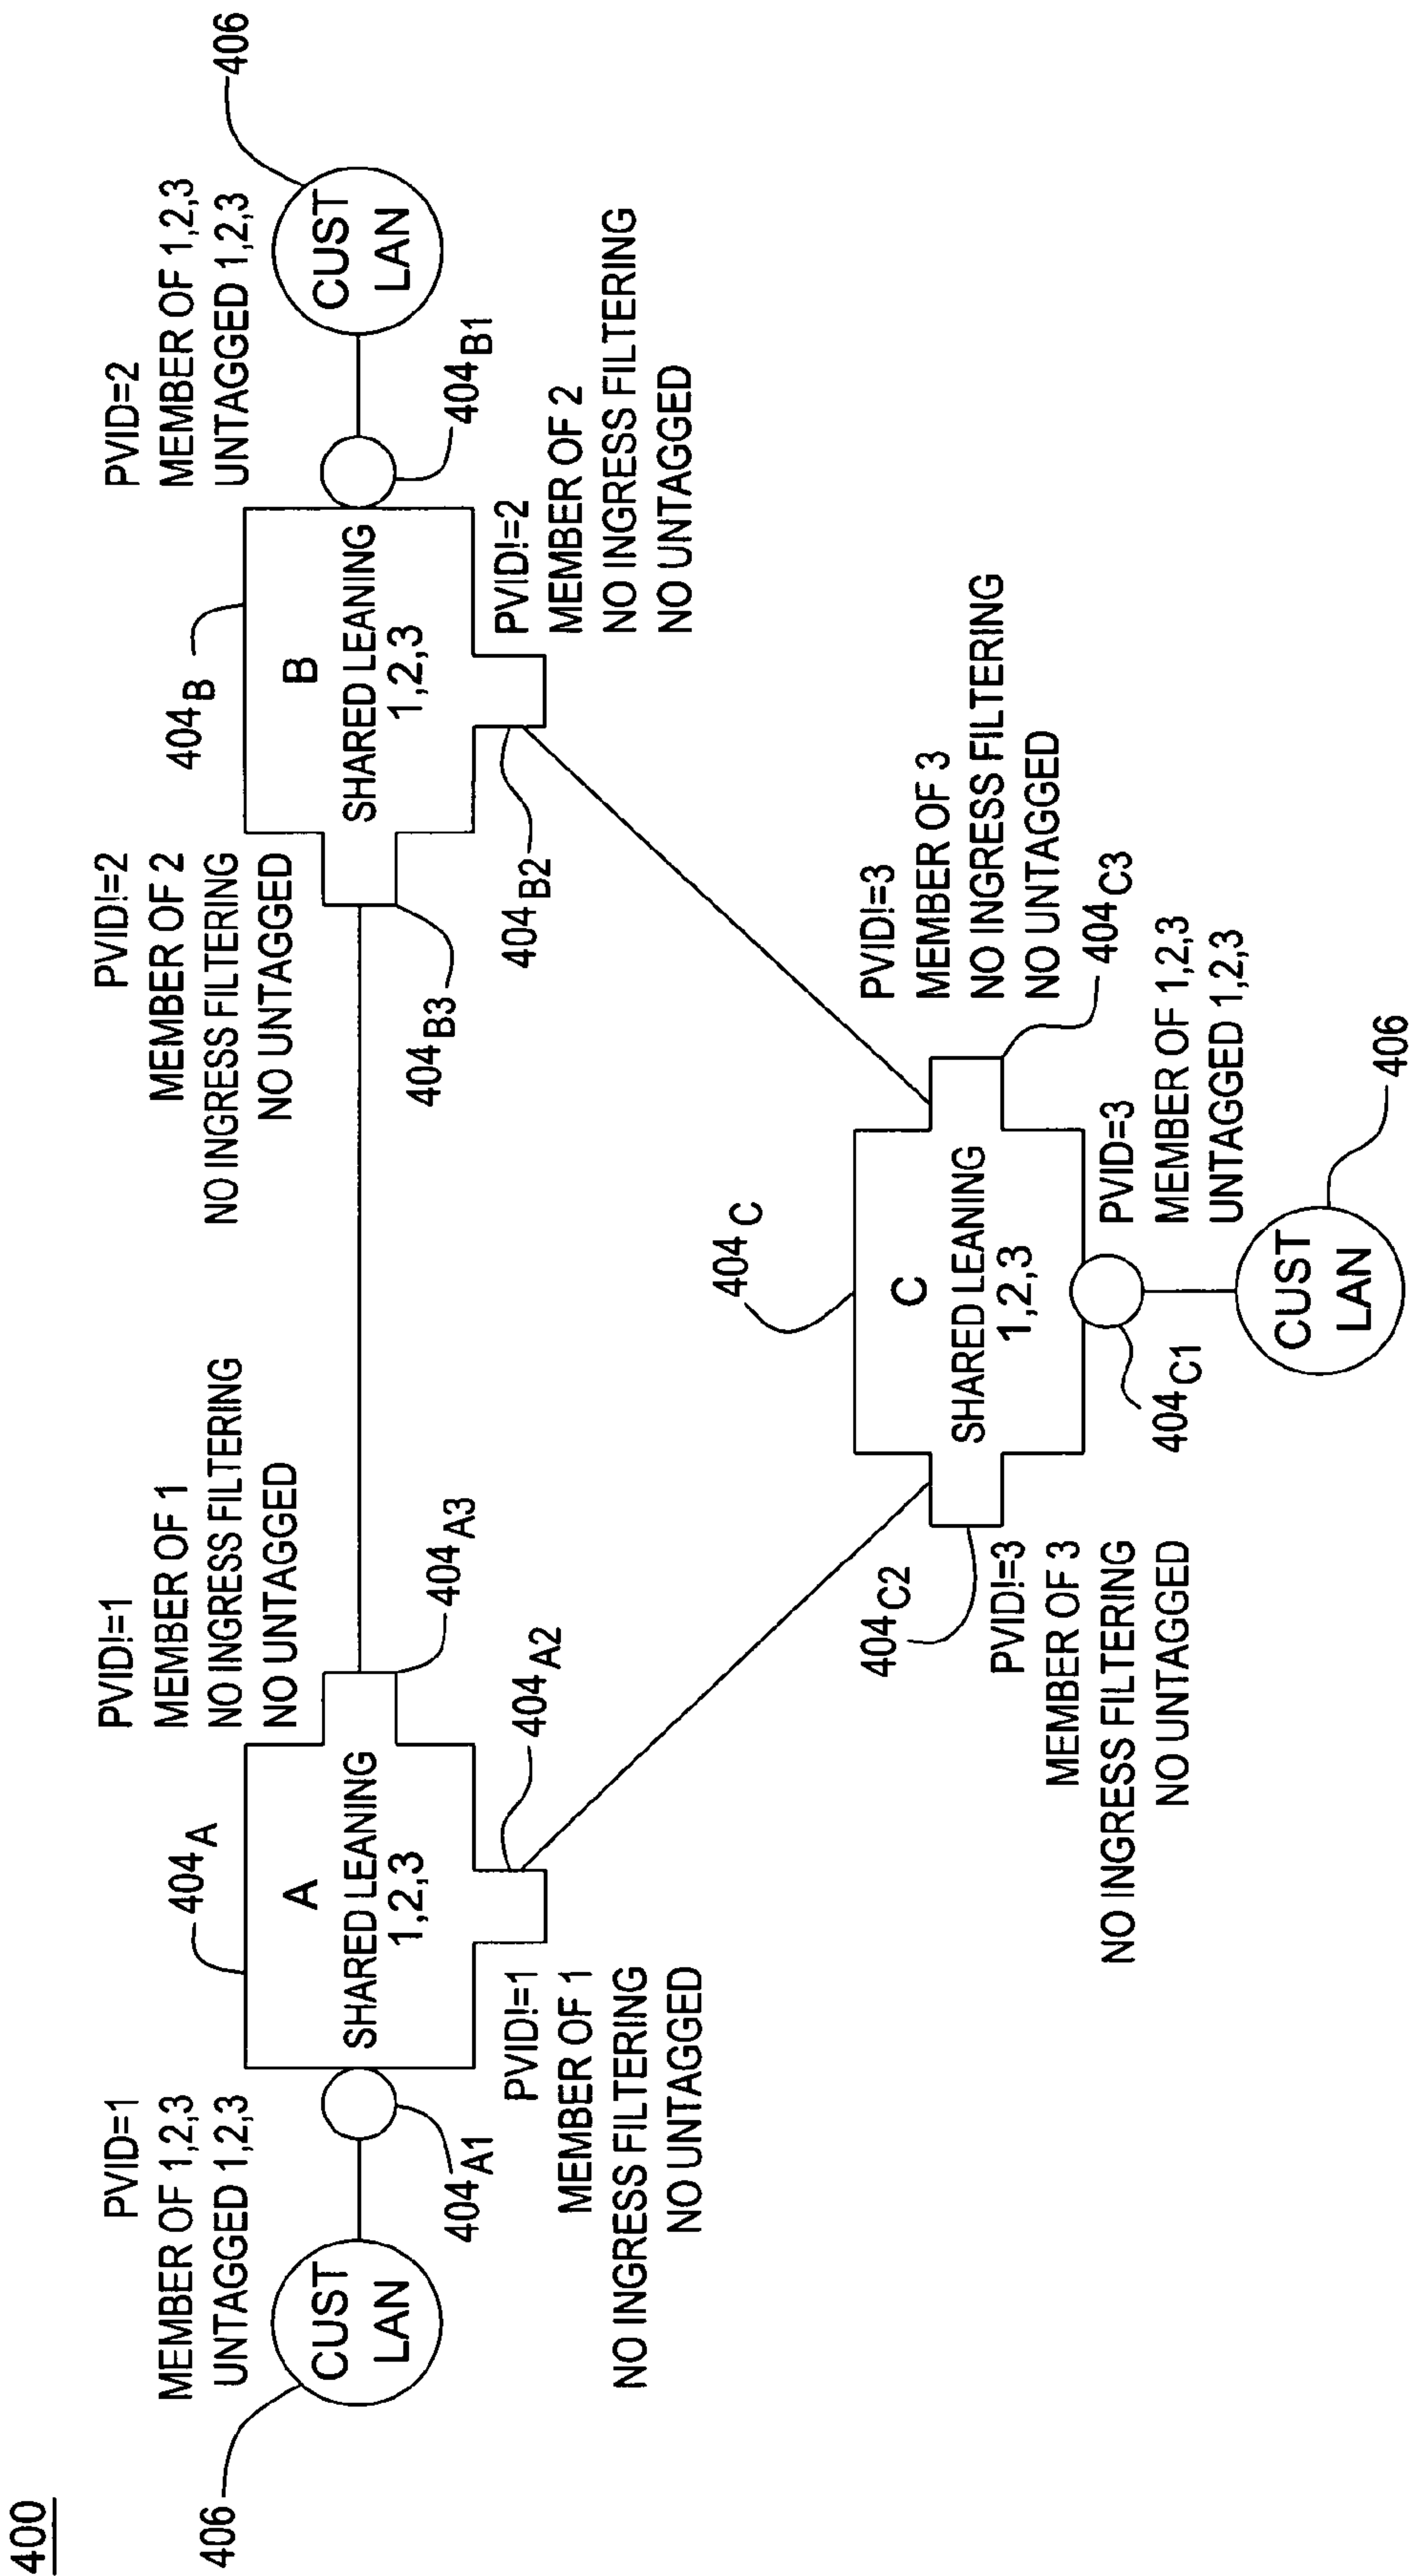 400
406
CUST
LAN
PVID=1
MEMBER OF 1,2,3
UNTAGGED 1,2,3
404A1
404A
A
SHARED LEANING
1,2,3
PVID!=1
MEMBER OF 1
NO INGRESS FILTERING
NO UNTAGGED
404A3
PVID!=1
MEMBER OF 1
NO INGRESS FILTERING
NO UNTAGGED
404A2
PVID!=2
MEMBER OF 2
NO INGRESS FILTERING
NO UNTAGGED
404B3
404B
B
SHARED LEANING
1,2,3
404B2
PVID!=2
MEMBER OF 2
NO INGRESS FILTERING
NO UNTAGGED
PVID=2
MEMBER OF 1,2,3
UNTAGGED 1,2,3
404B1
CUST
LAN
406
404C
C
SHARED LEANING
1,2,3
404C2
PVID!=3
MEMBER OF 3
NO INGRESS FILTERING
NO UNTAGGED
PVID!=3
MEMBER OF 3
NO INGRESS FILTERING
NO UNTAGGED
404C3
404C1
PVID=3
MEMBER OF 1,2,3
UNTAGGED 1,2,3
CUST
LAN
406